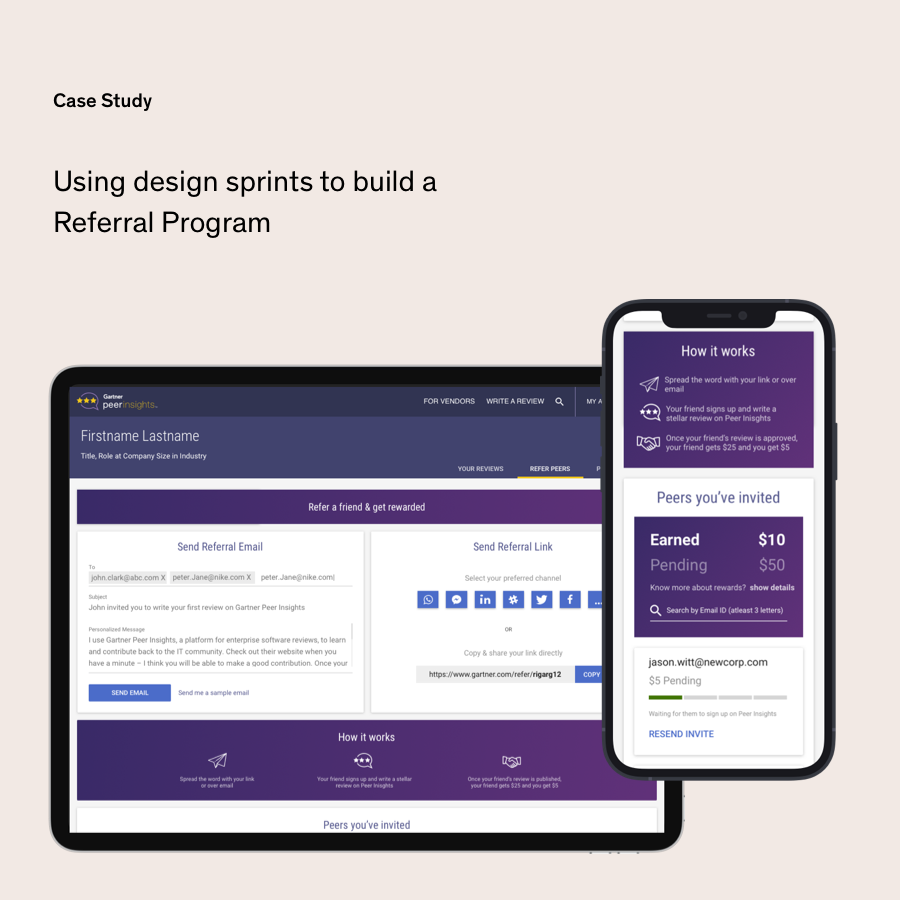 Case Study
Using design sprints to build a
Referral Program
Gartner
peerinsights.
FOR VENDORS WRITE A REVIEW MY A
Firstname Lastname
Title, Role at Company Size in Industry
YOUR REVIEWS REFER PEERS P
Refer a friend & get rewarded
Send Referral Email
To
john.clark@abc.com X peter.Jane@nike.com X peter.Jane@nike.com|
Subject
John invited you to write your first review on Gartner Peer Insights
Personalized Message
I use Gartner Peer Insights, a platform for enterprise software reviews, to learn
and contribute back to the IT community. Check out their website when you
have a minute – I think you will be able to make a good contribution. Once your
SEND EMAIL Send me a sample email
Send Referral Link
Select your preferred channel
in f ...
OR
Copy & share your link directly
https://www.gartner.com/refer/rigarg12 COPY
How it works
Spread the word with your link
or over email
Your friend signs up and write a stellar
review on Peer Inisghts
Once your friend's review is published,
your friend gets $25 and you get $5
Peers you've invited
How it works
Spread the word with your link or over
email
Your friend signs up and write a
stellar review on Peer Inisghts
Once your friend's review is approved,
your friend gets $25 and you get $5
Peers you've invited
Earned $10
Pending $50
Know more about rewards? show details
Search by Email ID (atleast 3 letters)
jason.witt@newcorp.com
$5 Pending
Waiting for them to sign up on Peer Insights
RESEND INVITE